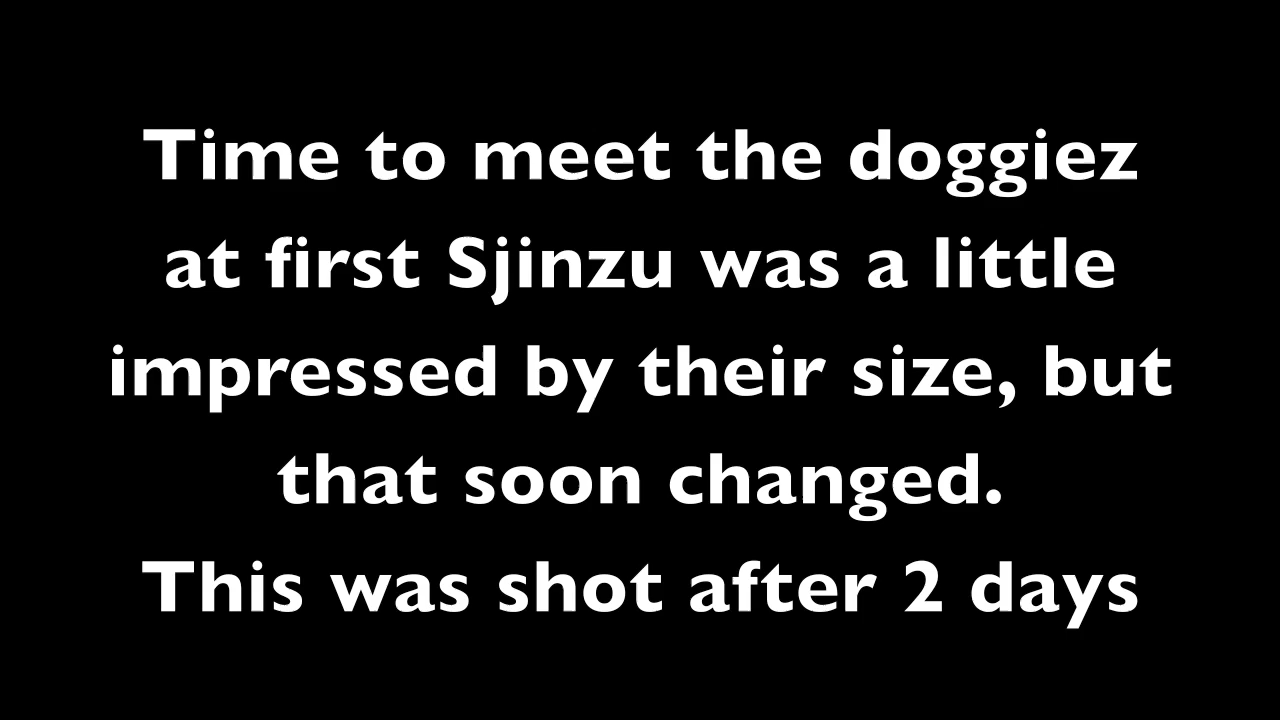 Time to meet the doggiez
at first Sjinzu was a little
impressed by their size, but
that soon changed.
This was shot after 2 days